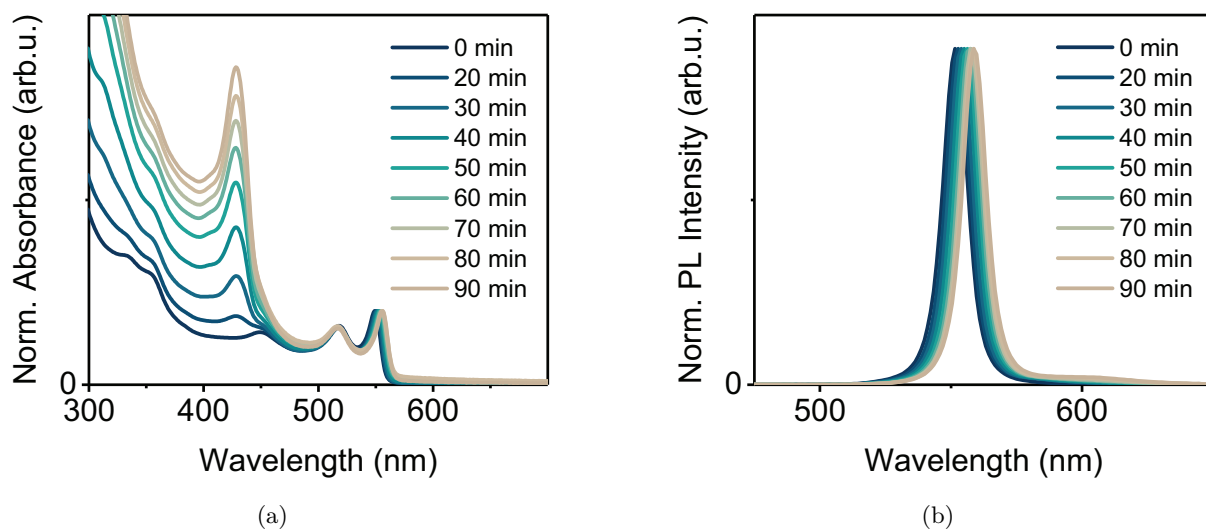 Norm. Absorbance (arb.u.)
0
300
400
500
600
Wavelength (nm)
0 min
20 min
30 min
40 min
50 min
60 min
70 min
80 min
90 min
(a)
Norm. PL Intensity (arb.u.)
0
500
600
Wavelength (nm)
0 min
20 min
30 min
40 min
50 min
60 min
70 min
80 min
90 min
(b)